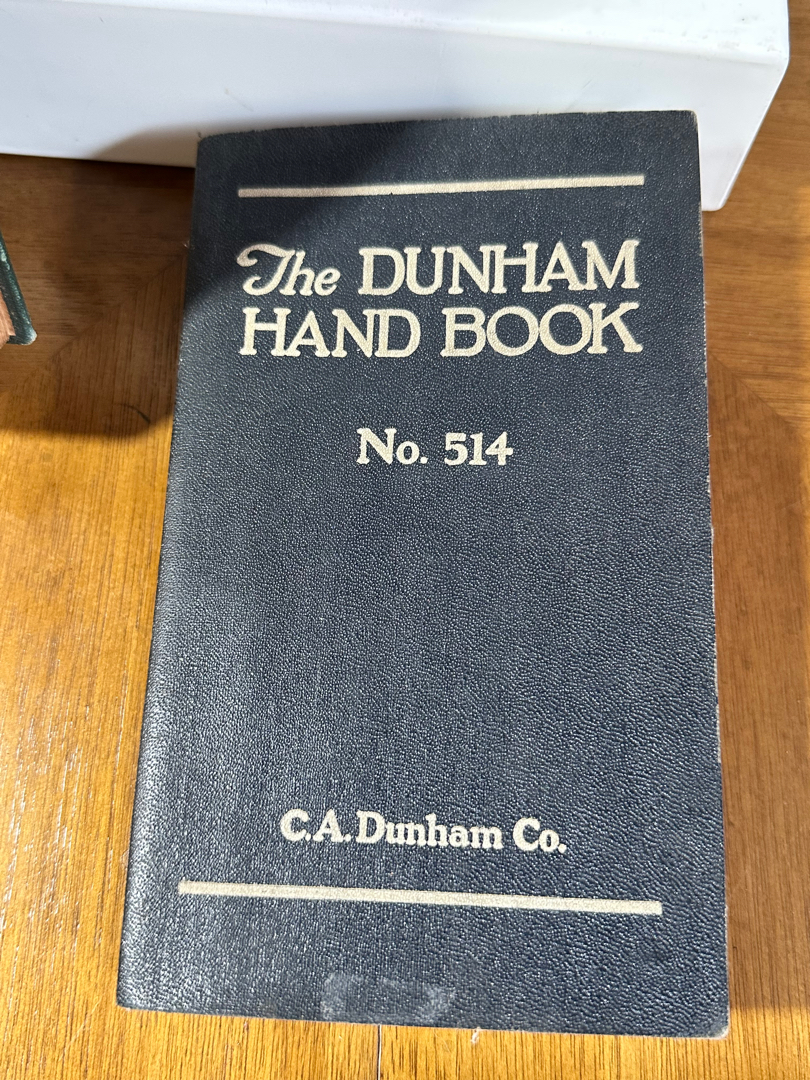 The DUNHAM
HAND BOOK
No. 514
C.A. Dunham Co.